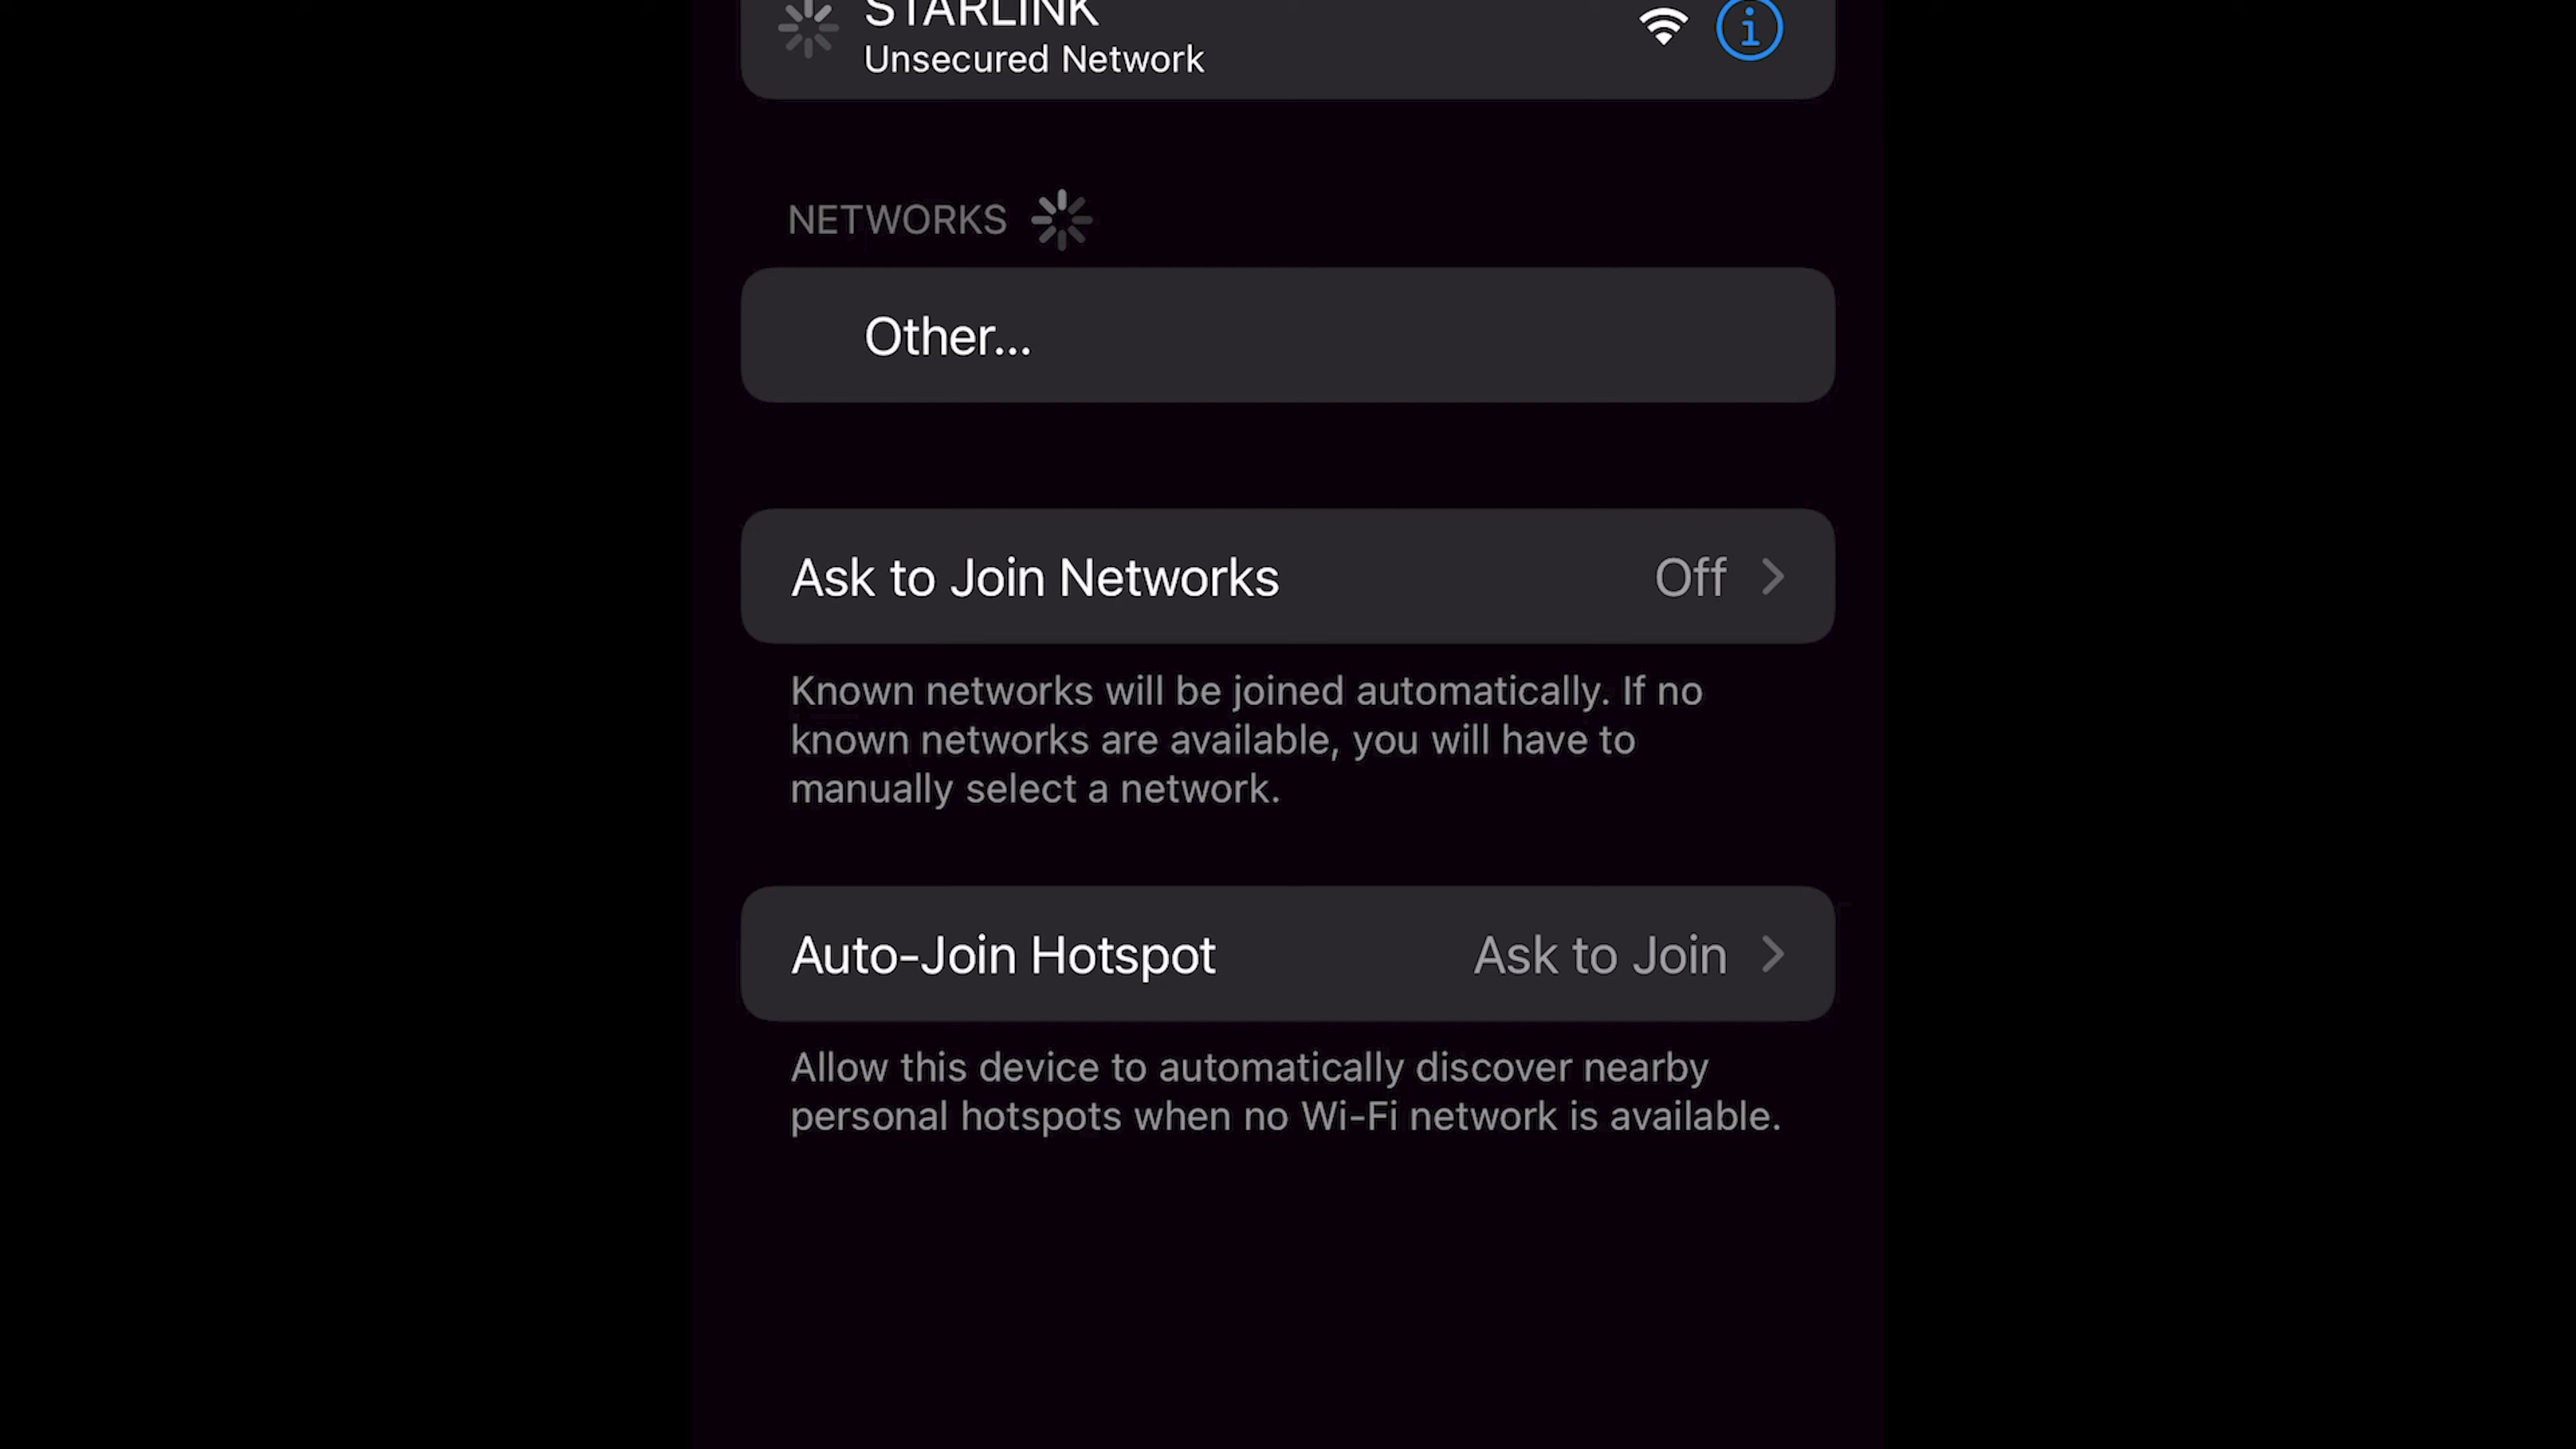 STARLINK
Unsecured Network
NETWORKS
Other...
Ask to Join Networks Off
Known networks will be joined automatically. If no
known networks are available, you will have to
manually select a network.
Auto-Join Hotspot Ask to Join
Allow this device to automatically discover nearby
personal hotspots when no Wi-Fi network is available.